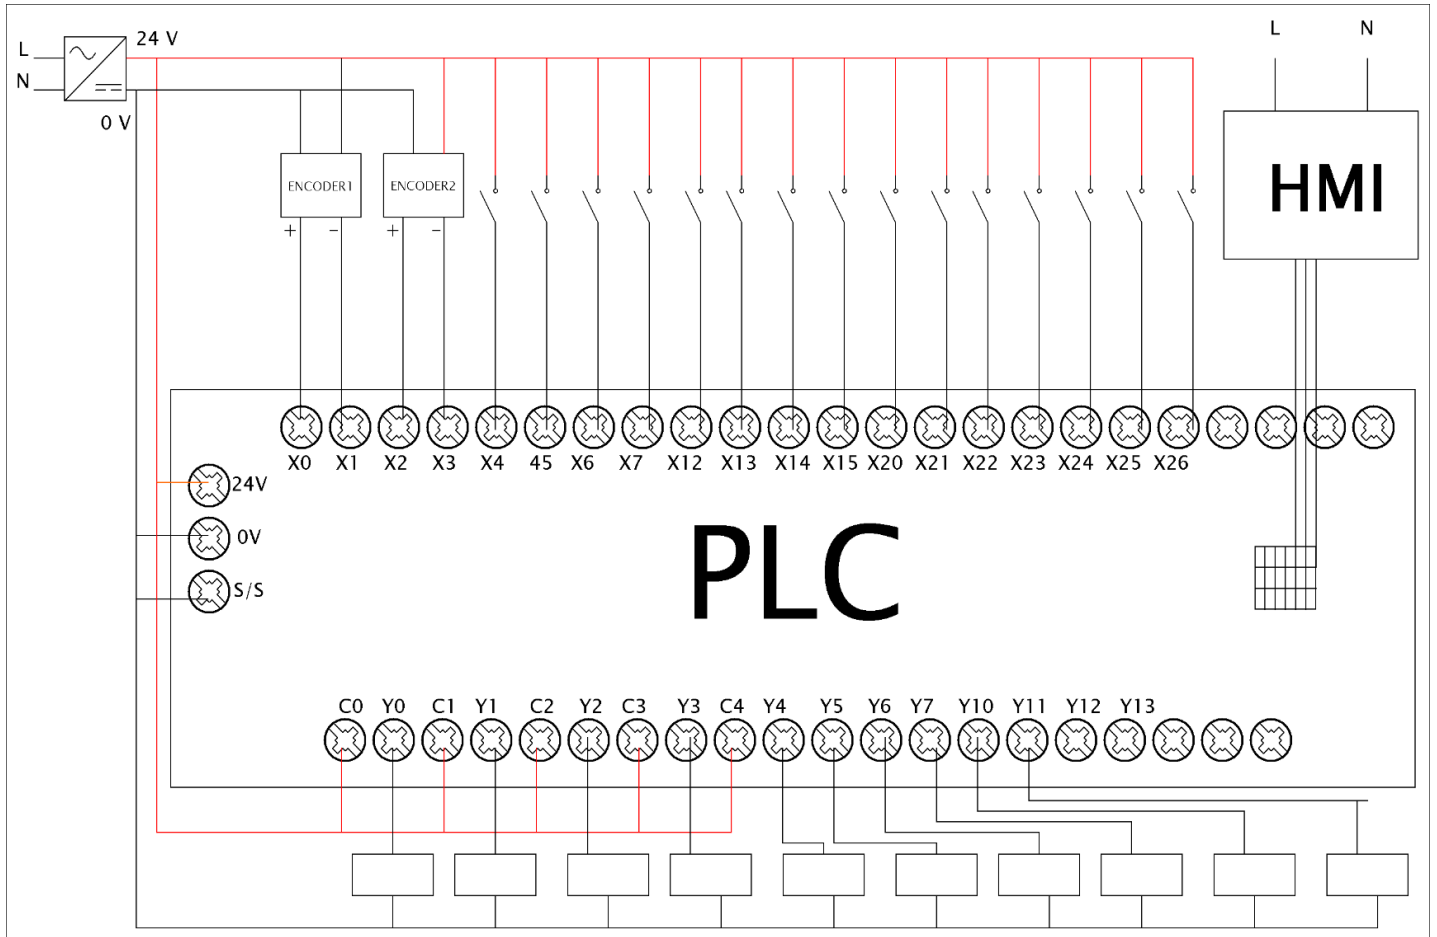 L N
24 V
L
N
0 V
HMI
ENCODER1 ENCODER2
+ - + -
X0 X1 X2 X3 X4 45 X6 X7 X12 X13 X14 X15 X20 X21 X22 X23 X24 X25 X26
24V
0V
S/S
PLC
C0 Y0 C1 Y1 C2 Y2 C3 Y3 C4 Y4 Y5 Y6 Y7 Y10 Y11 Y12 Y13